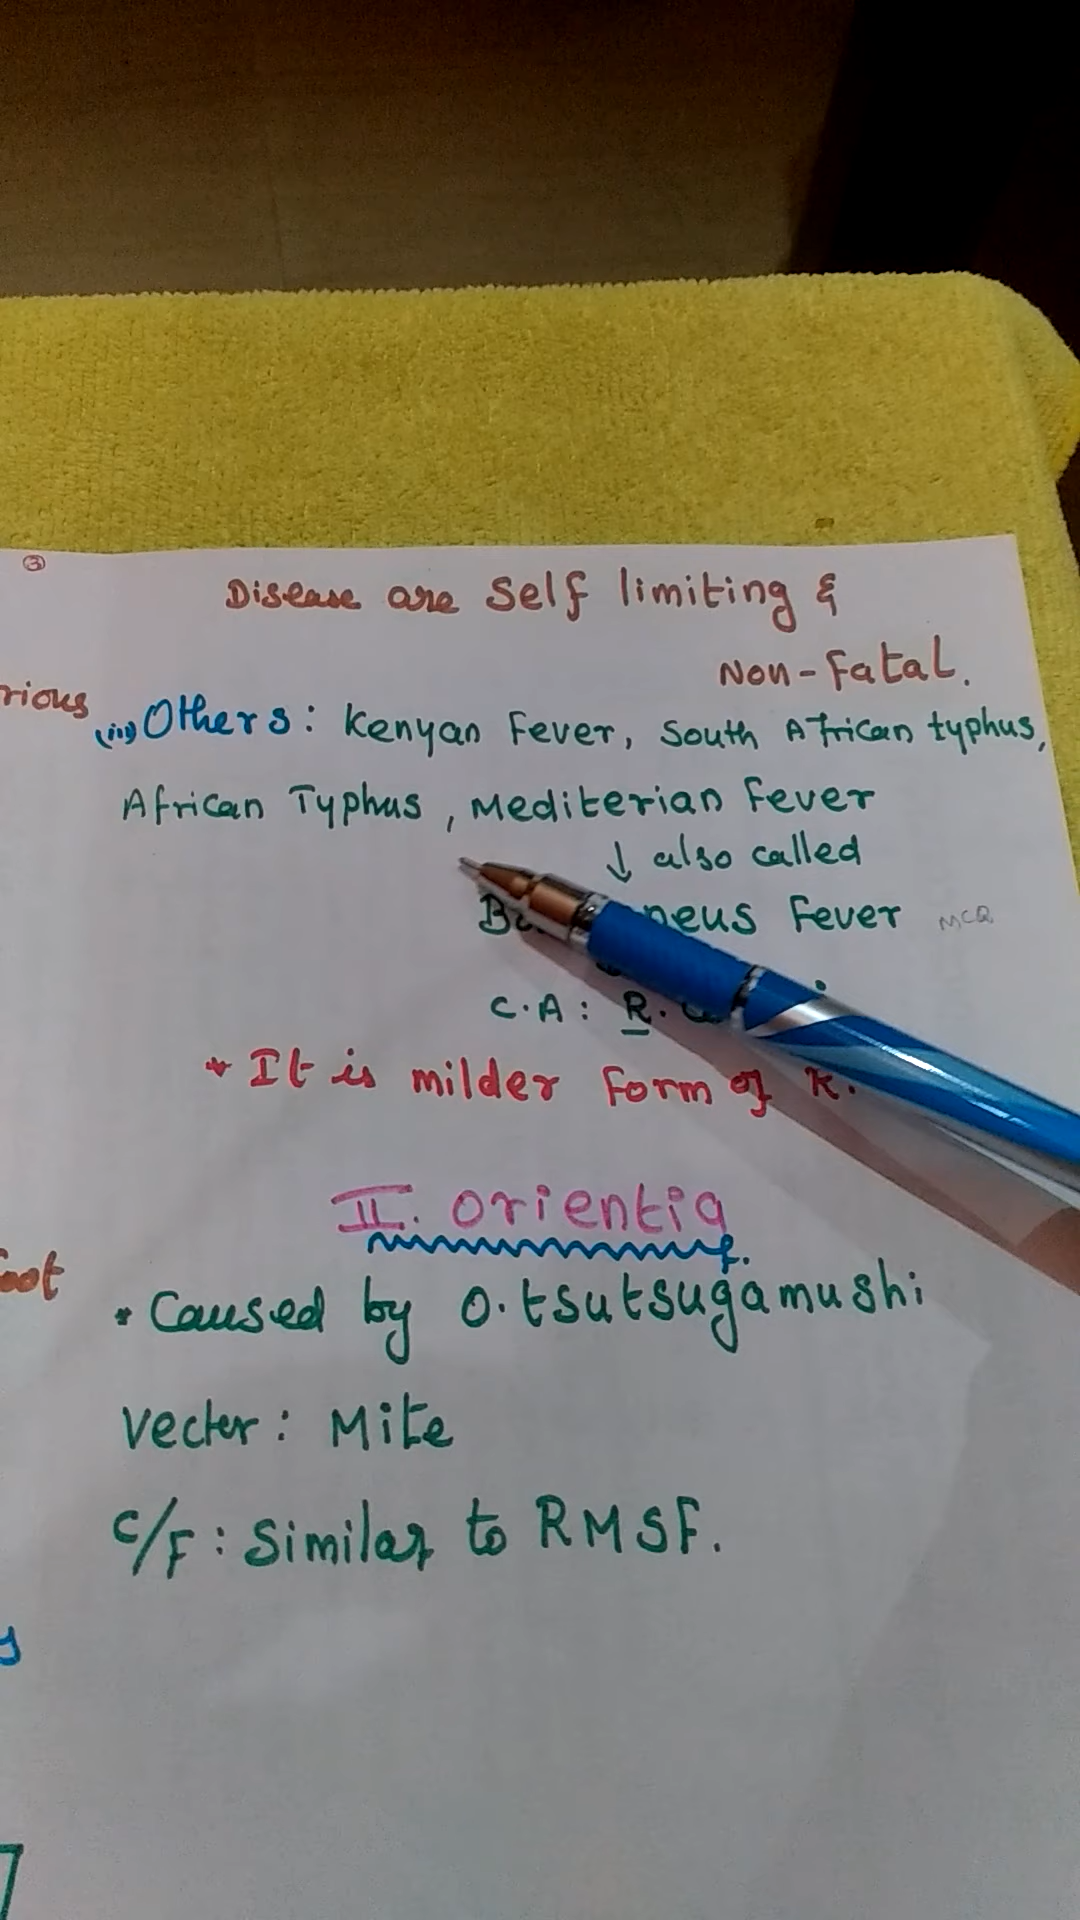 3
Disease are Self limiting &
Non-Fatal.
rious
(iii) Others: Kenyan Fever, South African typhus,
African Typhus, Mediterian Fever
↓ also called
Fever MCQ
C.A: R.
* It is milder form of R.
II. Orientia
oot
* Caused by O.tsutsugamushi
Vecter: Mite
C/F: Similar to RMSF.
s